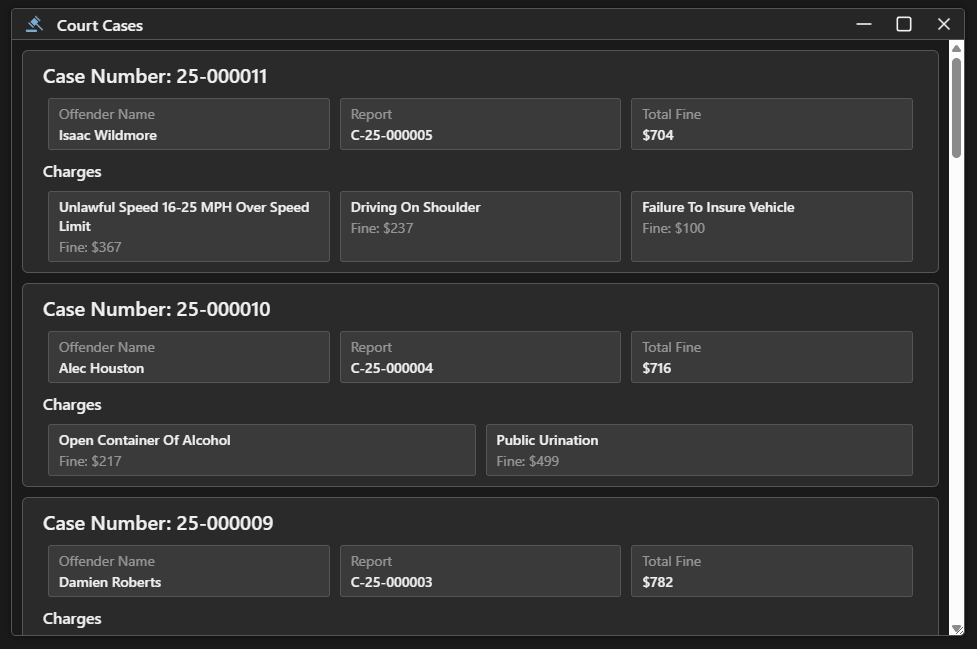 Court Cases
Case Number: 25-000011
Offender Name
Isaac Wildmore
Report
C-25-000005
Total Fine
$704
Charges
Unlawful Speed 16-25 MPH Over Speed
Limit
Fine: $367
Driving On Shoulder
Fine: $237
Failure To Insure Vehicle
Fine: $100
Case Number: 25-000010
Offender Name
Alec Houston
Report
C-25-000004
Total Fine
$716
Charges
Open Container Of Alcohol
Fine: $217
Public Urination
Fine: $499
Case Number: 25-000009
Offender Name
Damien Roberts
Report
C-25-000003
Total Fine
$782
Charges